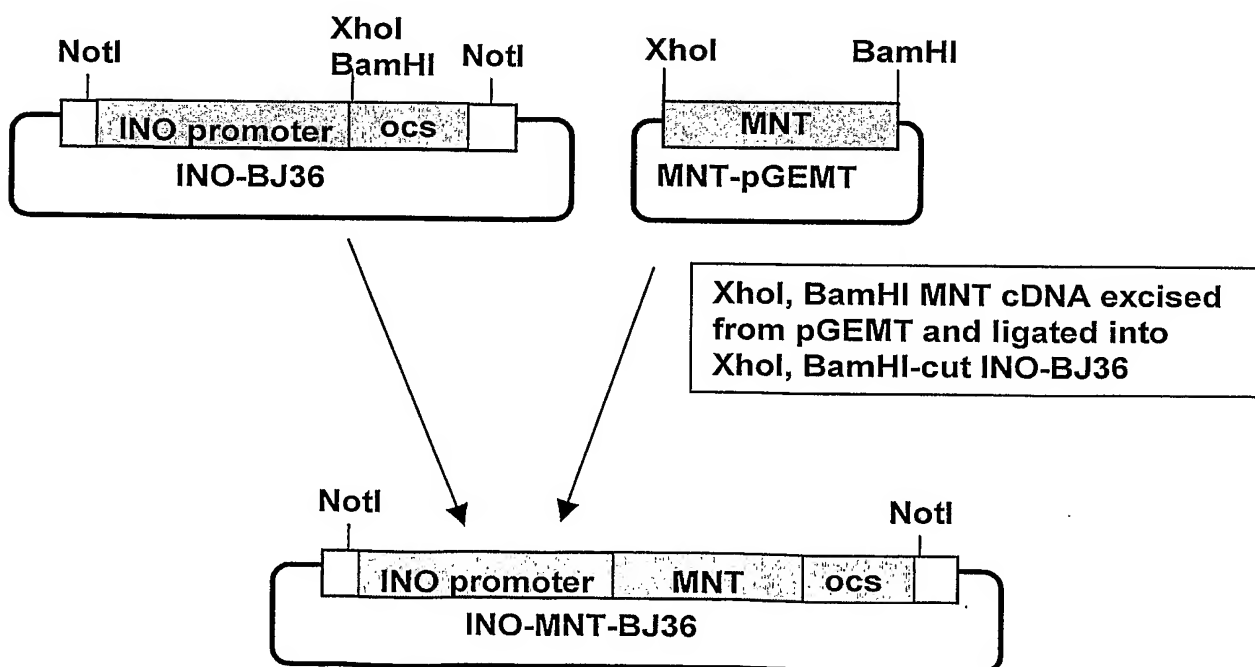 XhoI
NotI
BamHI
NotI
INO promoter
ocs
INO-BJ36
XhoI
BamHI
MNT
MNT-pGEMT
XhoI, BamHI MNT cDNA excised
from pGEMT and ligated into
XhoI, BamHI-cut INO-BJ36
NotI
NotI
INO promoter
MNT
ocs
INO-MNT-BJ36